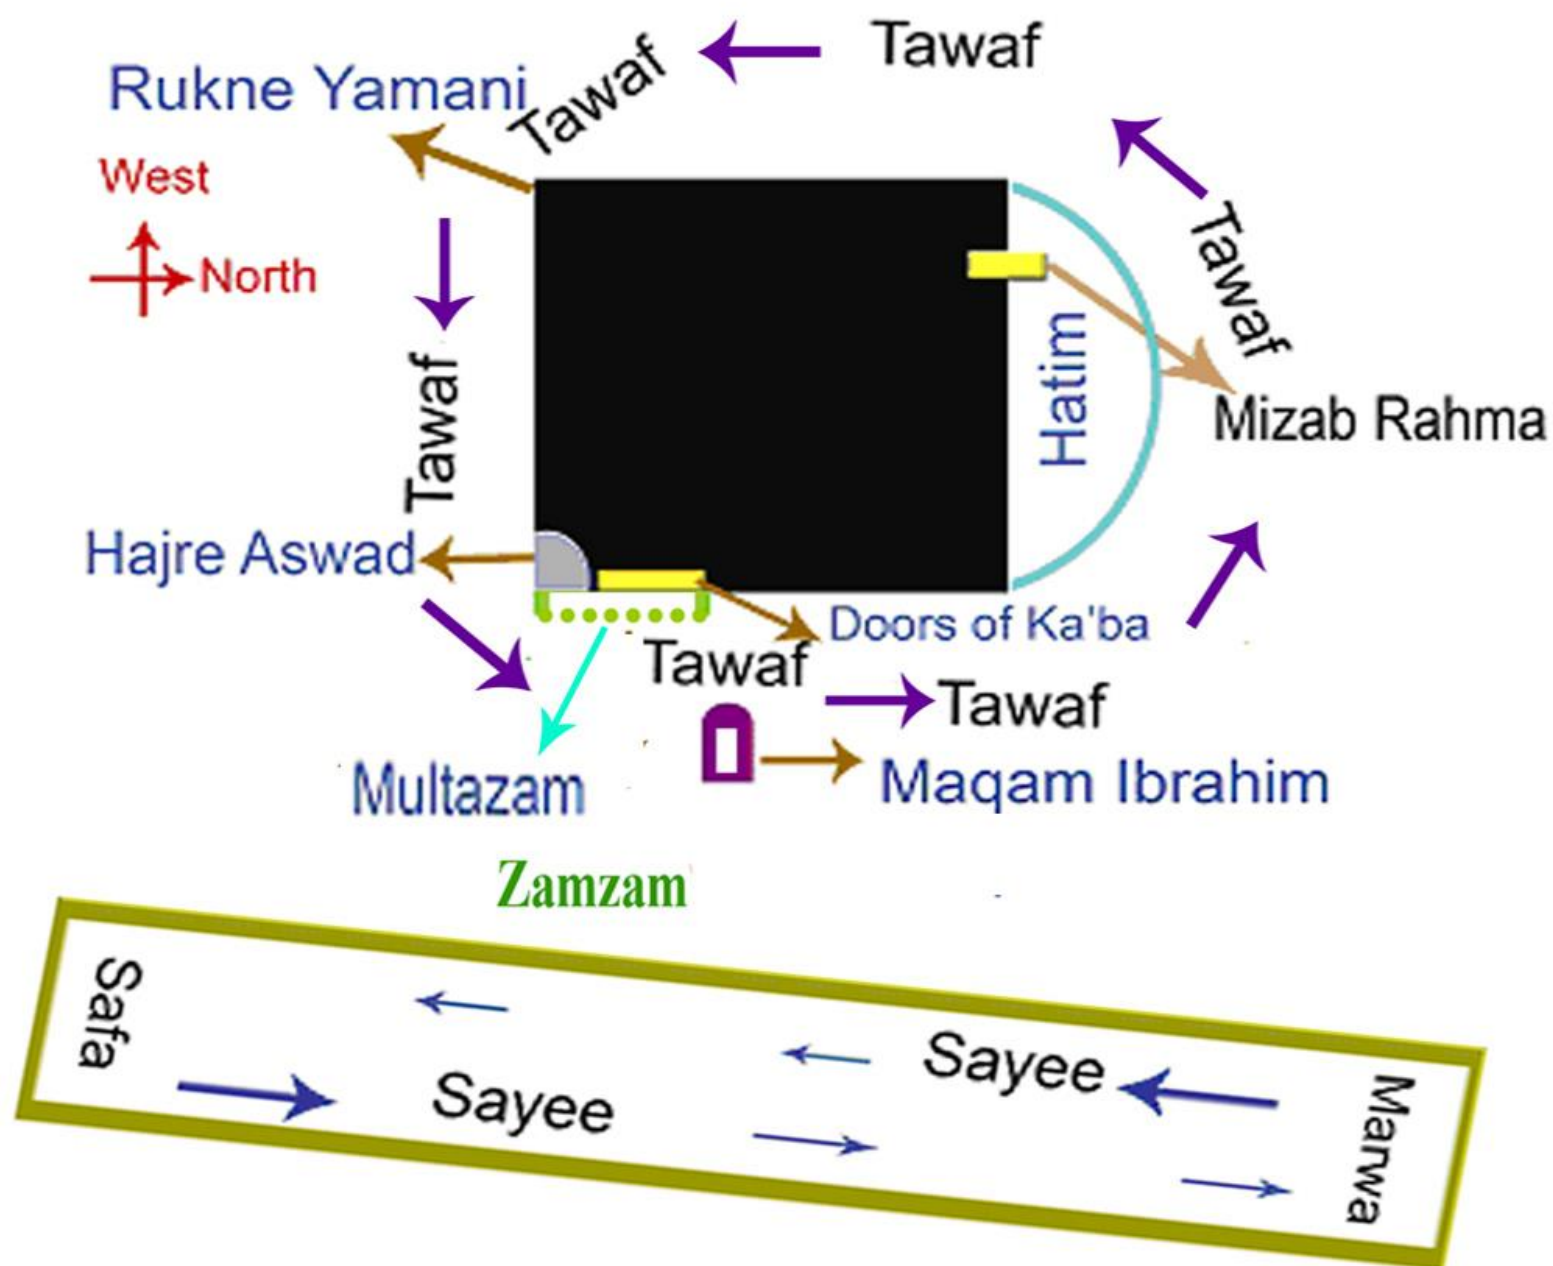 Tawaf
Tawaf
Rukne Yamani
West
North
Tawaf
Tawaf
Hatim
Mizab Rahma
Hajre Aswad
Doors of Ka'ba
Tawaf
Tawaf
Multazam
Maqam Ibrahim
Zamzam
Safa
Sayee
Sayee
Marwa